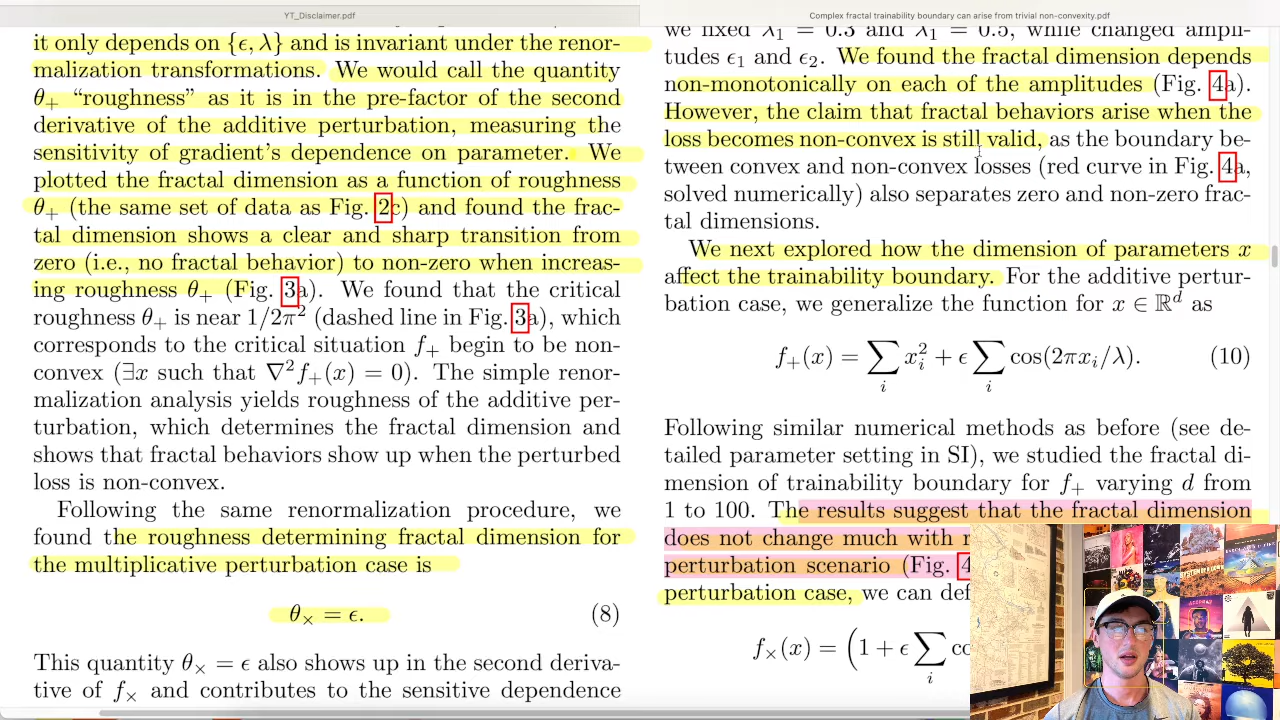 YT_Disclaimer.pdf
Complex fractal trainability boundary can arise from trivial non-convexity.pdf
it only depends on {ϵ, λ} and is invariant under the renor-
malization transformations. We would call the quantity
θ₊ “roughness” as it is in the pre-factor of the second
derivative of the additive perturbation, measuring the
sensitivity of gradient’s dependence on parameter. We
plotted the fractal dimension as a function of roughness
θ₊ (the same set of data as Fig. 2c) and found the frac-
tal dimension shows a clear and sharp transition from
zero (i.e., no fractal behavior) to non-zero when increas-
ing roughness θ₊ (Fig. 3a). We found that the critical
roughness θ₊ is near 1/2π² (dashed line in Fig. 3a), which
corresponds to the critical situation f₊ begin to be non-
convex (∃x such that ∇²f₊(x) = 0). The simple renor-
malization analysis yields roughness of the additive per-
turbation, which determines the fractal dimension and
shows that fractal behaviors show up when the perturbed
loss is non-convex.
Following the same renormalization procedure, we
found the roughness determining fractal dimension for
the multiplicative perturbation case is
θ× = ϵ. (8)
This quantity θ× = ϵ also shows up in the second deriva-
tive of f× and contributes to the sensitive dependence
we fixed λ₁ = 0.3 and λ₁ = 0.5, while changed ampli-
tudes ϵ₁ and ϵ₂. We found the fractal dimension depends
non-monotonically on each of the amplitudes (Fig. 4a).
However, the claim that fractal behaviors arise when the
loss becomes non-convex is still valid, as the boundary be-
tween convex and non-convex losses (red curve in Fig. 4a,
solved numerically) also separates zero and non-zero frac-
tal dimensions.
We next explored how the dimension of parameters x
affect the trainability boundary. For the additive pertur-
bation case, we generalize the function for x ∈ ℝᵈ as
f₊(x) = ∑ᵢ xᵢ² + ϵ ∑ᵢ cos(2πxᵢ/λ). (10)
Following similar numerical methods as before (see de-
tailed parameter setting in SI), we studied the fractal di-
mension of trainability boundary for f₊ varying d from
1 to 100. The results suggest that the fractal dimension
does not change much with
perturbation scenario (Fig. 4
perturbation case, we can def
f×(x) = (1 + ϵ ∑ᵢ co